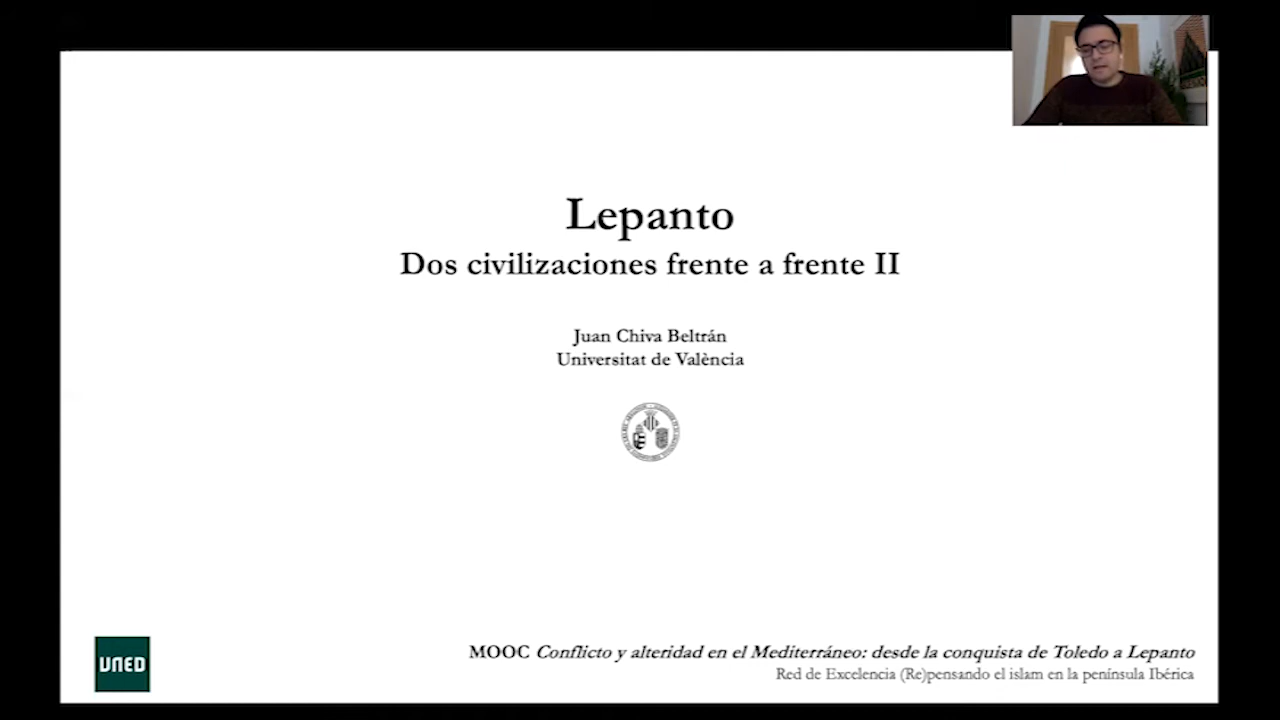 Lepanto
Dos civilizaciones frente a frente II
Juan Chiva Beltrán
Universitat de València
UNED
MOOC Conflicto y alteridad en el Mediterráneo: desde la conquista de Toledo a Lepanto
Red de Excelencia (Re)pensando el islam en la península Ibérica